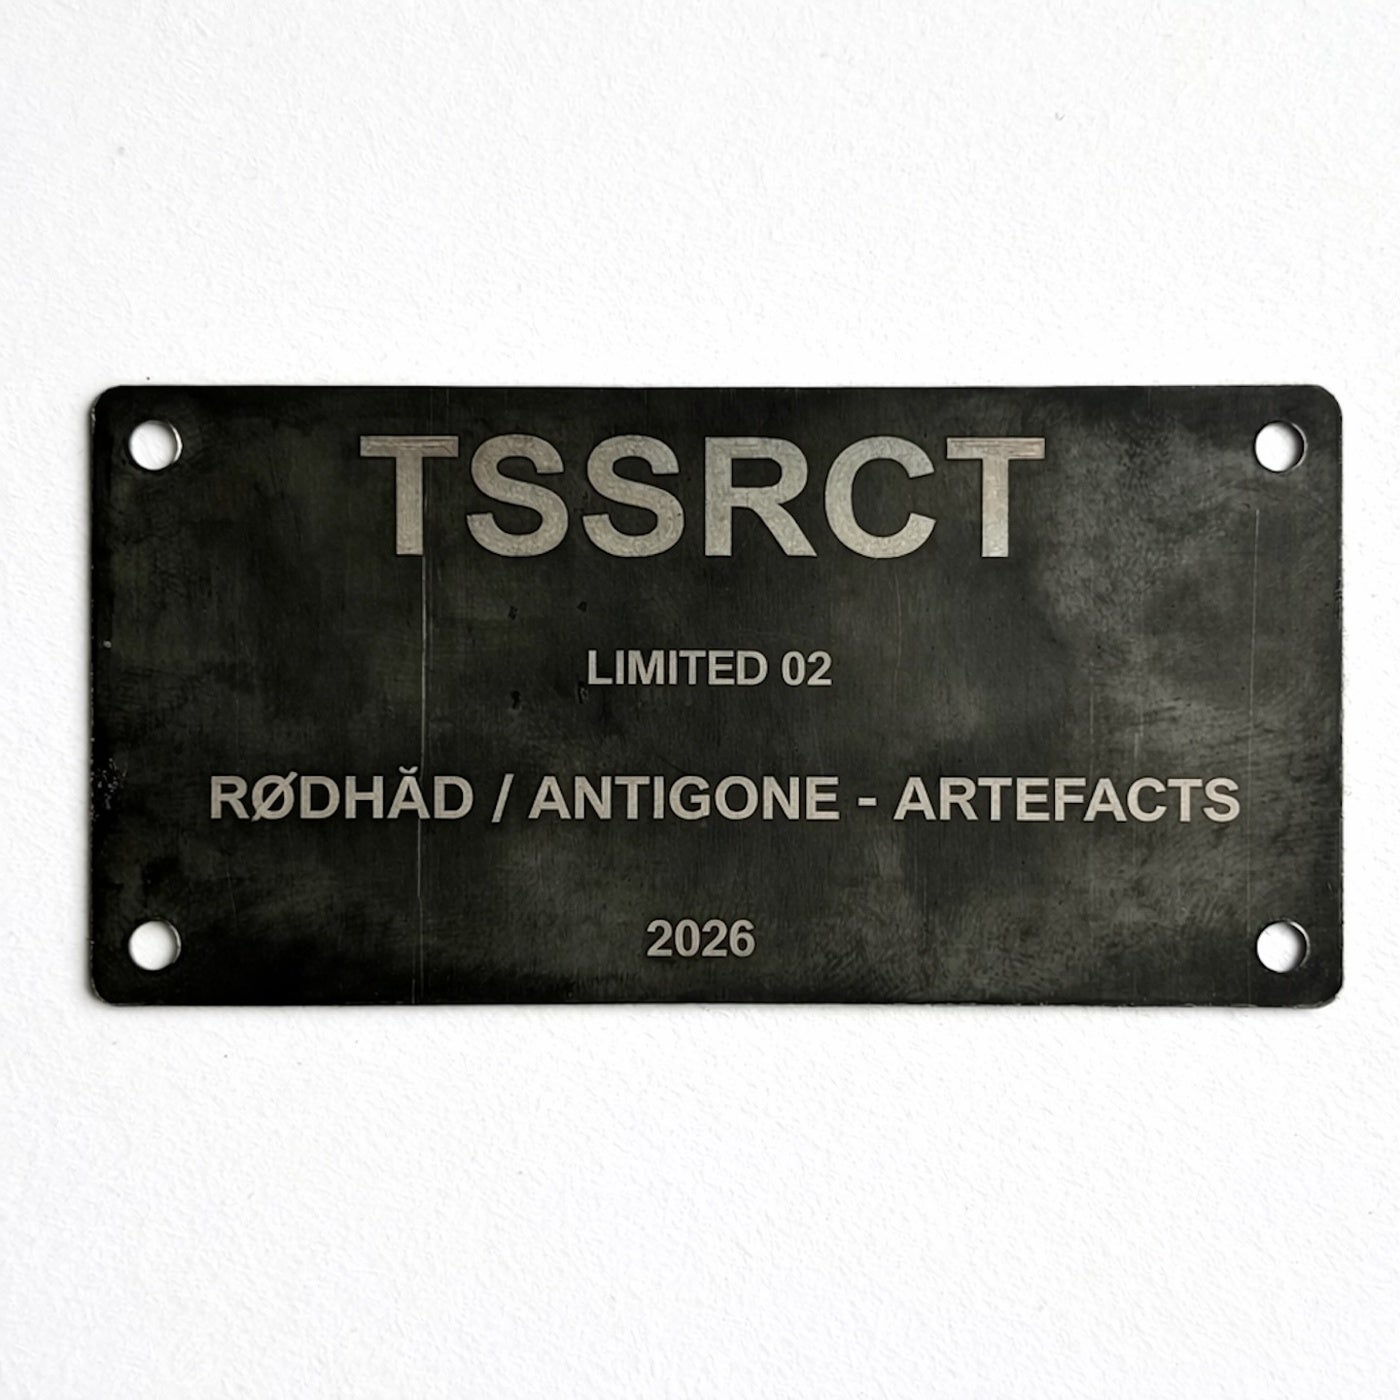 TSSRCT
LIMITED 02
RØDHĂD / ANTIGONE - ARTEFACTS
2026